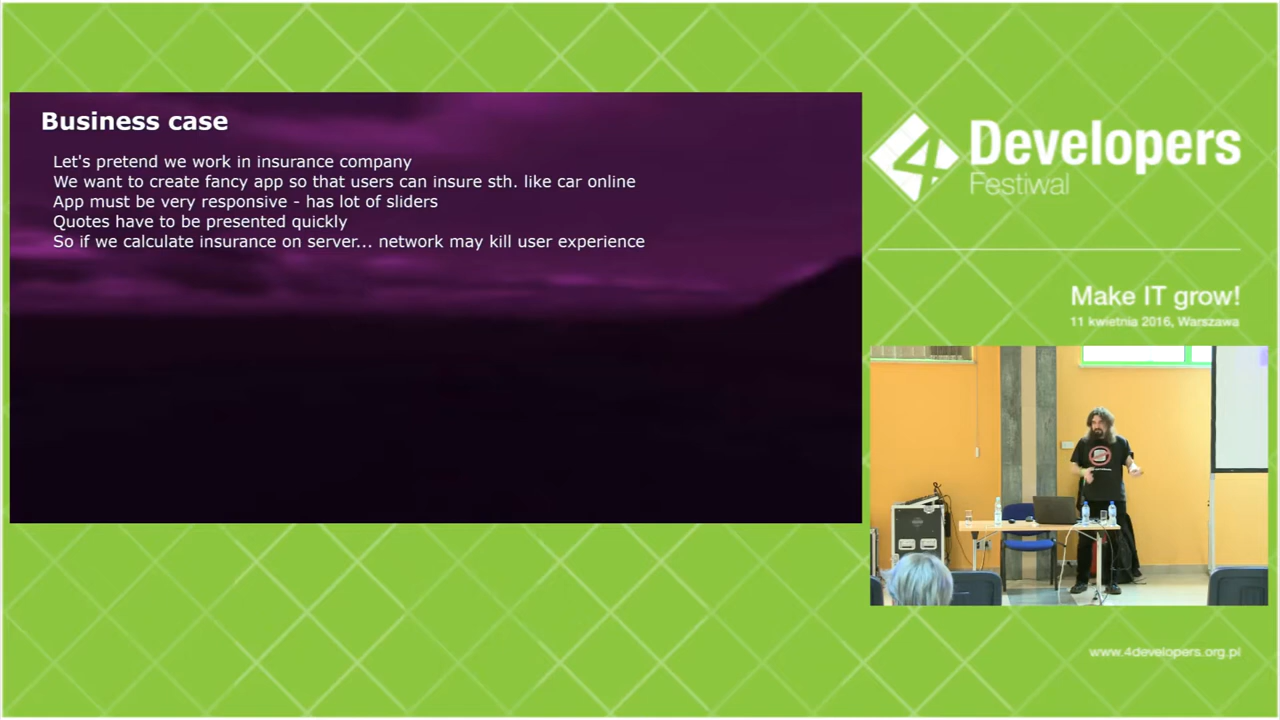 Business case
Let's pretend we work in insurance company
We want to create fancy app so that users can insure sth. like car online
App must be very responsive - has lot of sliders
Quotes have to be presented quickly
So if we calculate insurance on server... network may kill user experience
4Developers
Festiwal
Make IT grow!
11 kwietnia 2016, Warszawa
www.4developers.org.pl